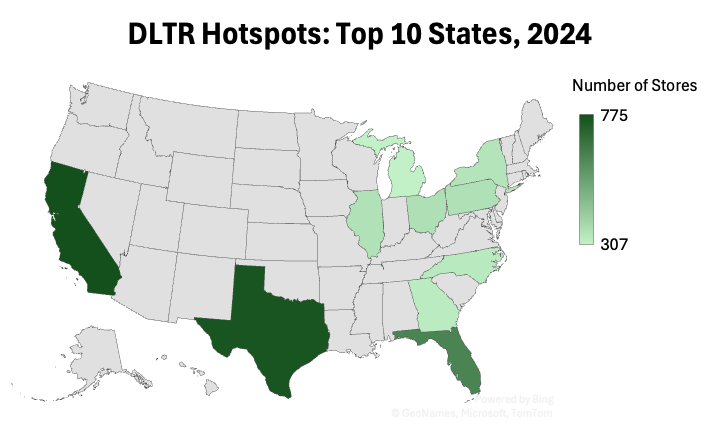 DLTR Hotspots: Top 10 States, 2024
Number of Stores
775
307
Powered by Bing
© GeoNames, Microsoft, TomTom